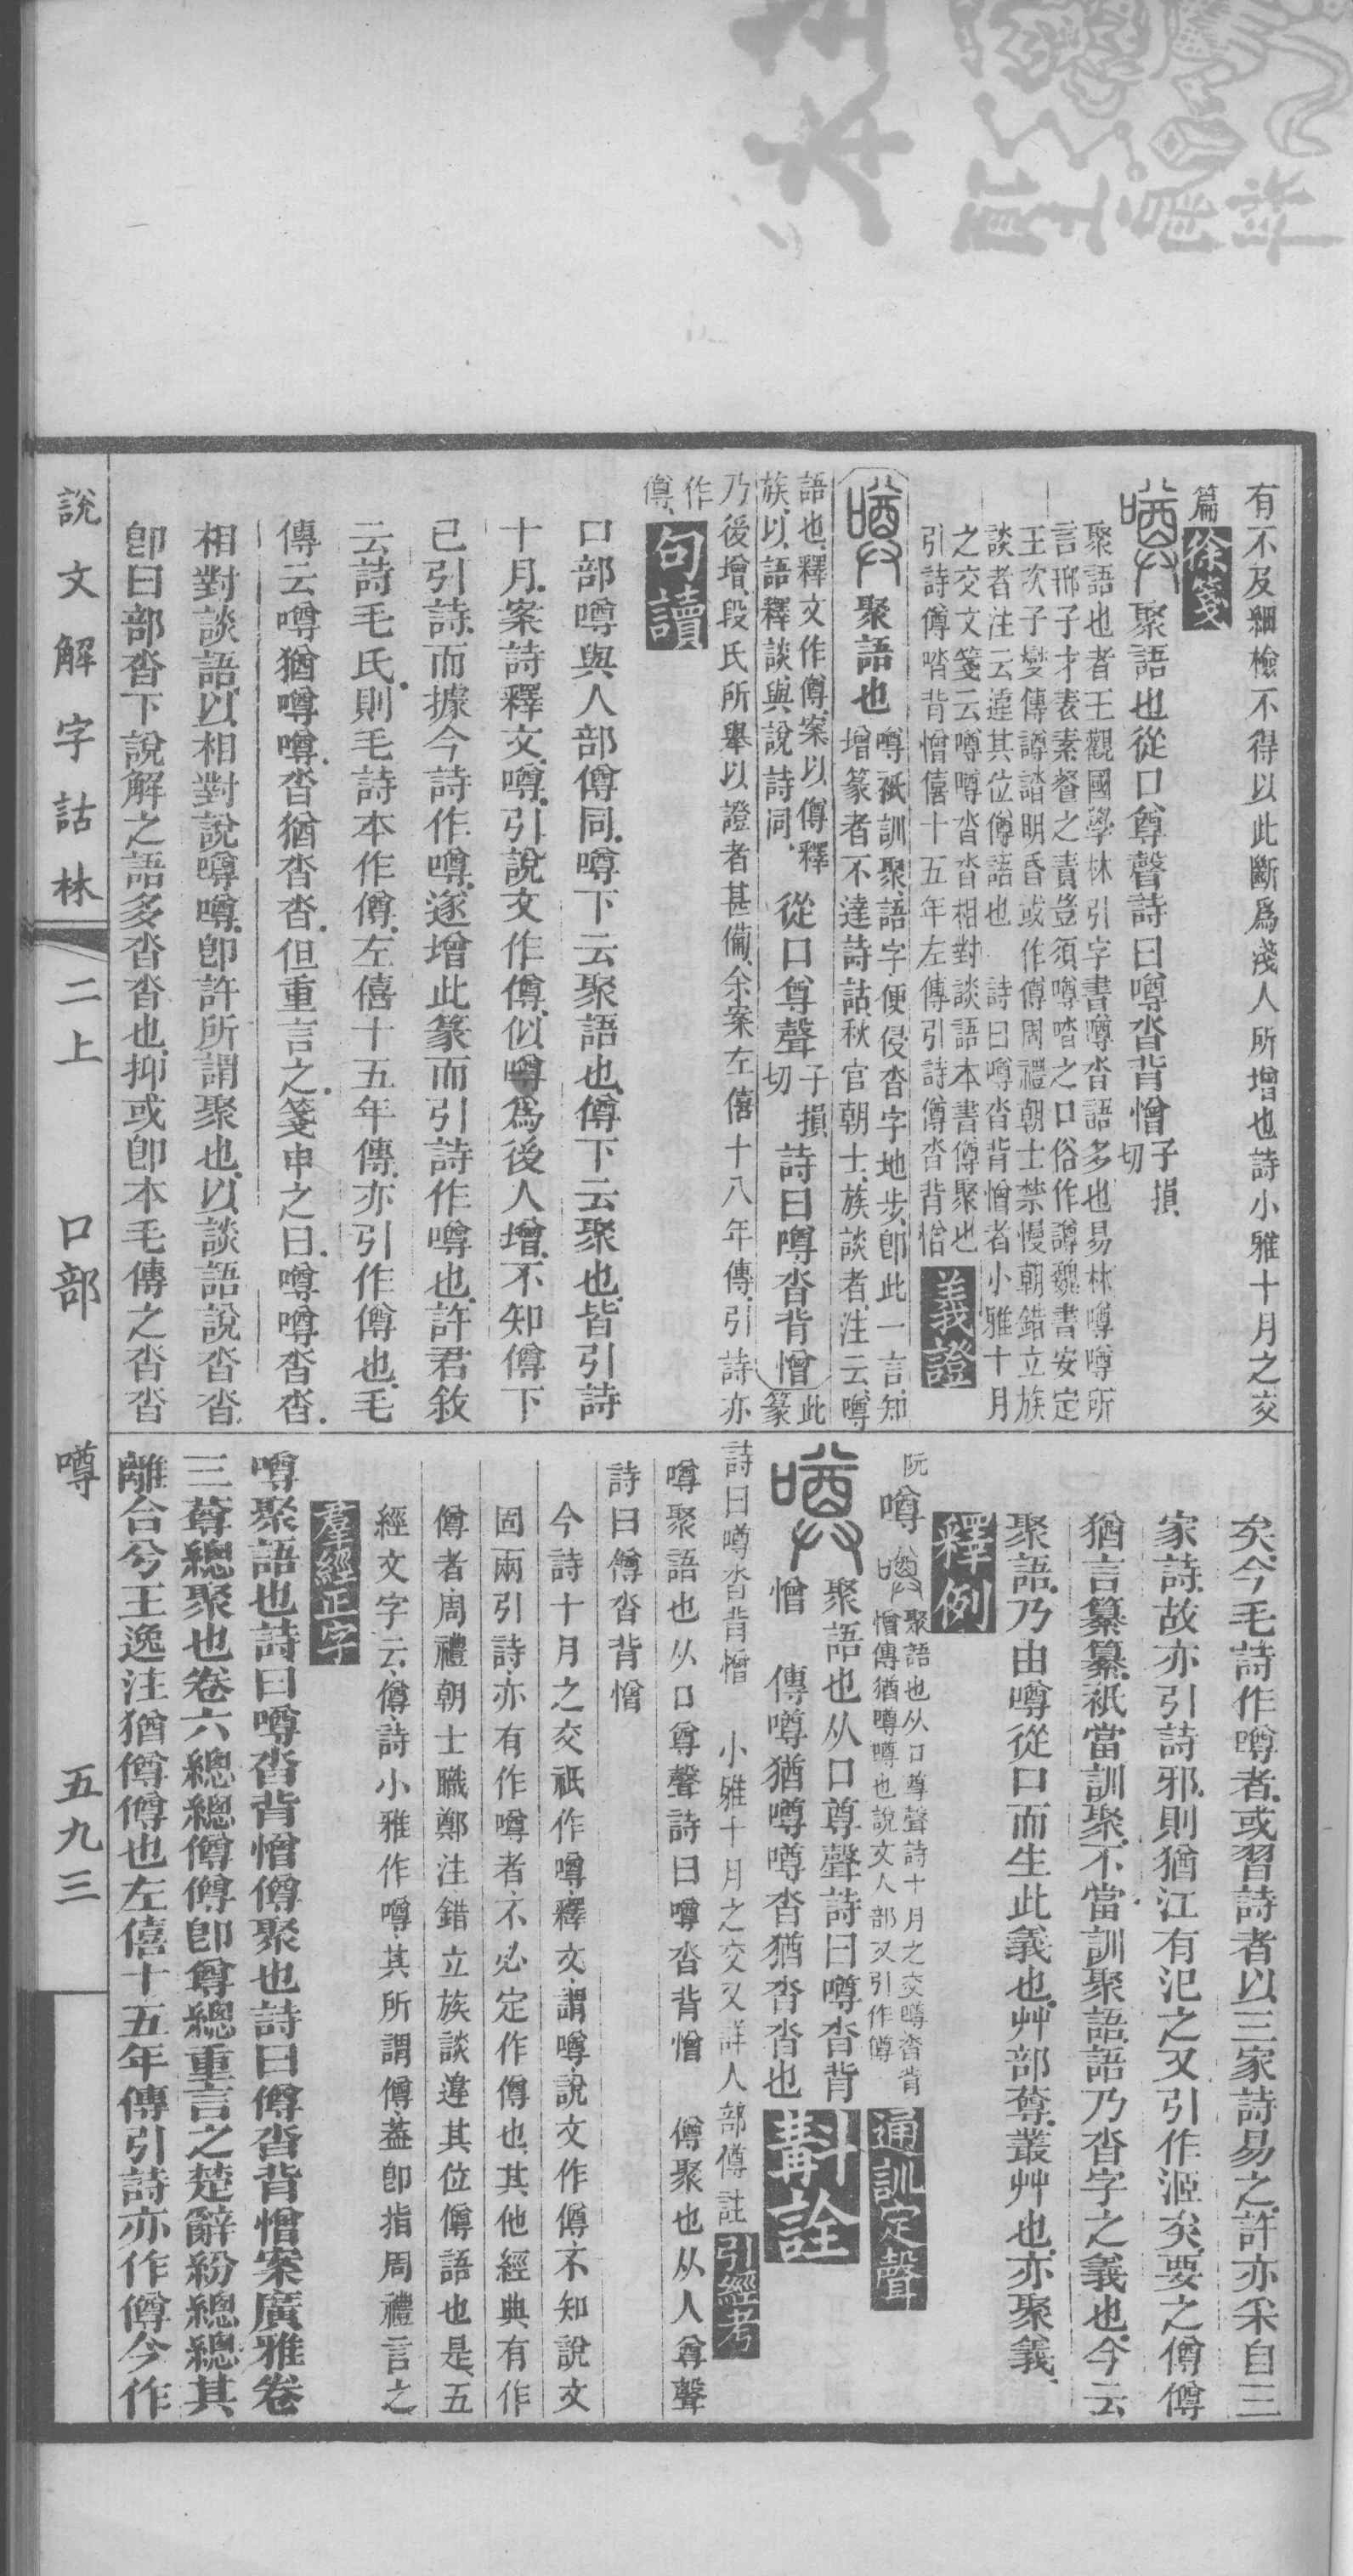 有不及細檢不得以此斷爲淺人所增也詩小雅十月之交
篇徐箋
聚語也從口尊聲詩曰噂沓背憎子損切
聚語也者王觀國學林引字書噂沓語多也易林噂噂所
言邢子才表素餐之責豈須噂喳之口俗作譐魏書安定
王次子燮傳譐誻明昏或作僔周禮朝士禁慢朝錯立族
談者注云違其位僔語也 詩曰噂沓背憎者小雅十月
之交文箋云噂噂沓沓相對談語本書僔聚也
引詩僔喳背憎僖十五年左傳引詩僔沓背憎義證
聚語也噂祇訓聚語字便侵沓字地步卽此一言知
增篆者不達詩詁秋官朝士族談者注云噂
語也釋文作僔案以僔釋
族以語釋談與說詩同從口尊聲子損切詩曰噂沓背憎此篆
乃後增段氏所舉以證者甚僃余案左僖十八年傳引詩亦
作僔句讀
口部噂與人部僔同噂下云聚語也僔下云聚也皆引詩
十月案詩釋文噂引說文作僔似噂爲後人增不知僔下
已引詩而據今詩作噂遂增此篆而引詩作噂也許君敘
云詩毛氏則毛詩本作僔左僖十五年傳亦引作僔也毛
傳云噂猶噂噂沓猶沓沓但重言之箋申之曰噂噂沓沓
相對談語以相對說噂噂卽許所謂聚也以談語說沓沓
卽曰部沓下說解之語多沓沓也抑或卽本毛傳之沓沓
矣今毛詩作噂者或習詩者以三家詩易之許亦采自三
家詩故亦引詩邪則猶江有汜之又引作洍矣要之僔僔
猶言纂纂祇當訓聚不當訓聚語語乃沓字之義也今云
聚語乃由噂從口而生此義也艸部蓴叢艸也亦聚義
釋例
阮噂聚語也从口尊聲詩十月之交噂沓背
憎傳猶噂噂也說文人部又引作僔通訓定聲
聚語也从口尊聲詩曰噂沓背
憎 傳噂猶噂噂沓猶沓沓也斠詮
詩曰噂沓背憎 小雅十月之交又詳人部僔註引經考
噂聚語也从口尊聲詩曰噂沓背憎 僔聚也从人尊聲
詩曰僔沓背憎
今詩十月之交祇作噂釋文謂噂說文作僔不知說文
固兩引詩亦有作噂者不必定作僔也其他經典有作
僔者周禮朝士職鄭注錯立族談違其位僔語也是五
經文字云僔詩小雅作噂其所謂僔葢卽指周禮言之
羣經正字
噂聚語也詩曰噂沓背憎僔聚也詩曰僔沓背憎案廣雅卷
三蓴總聚也卷六總總僔僔卽蓴總重言之楚辭紛總總其
離合兮王逸注猶僔僔也左僖十五年傳引詩亦作僔今作
說文解字詁林 二上 口部 噂 五九三